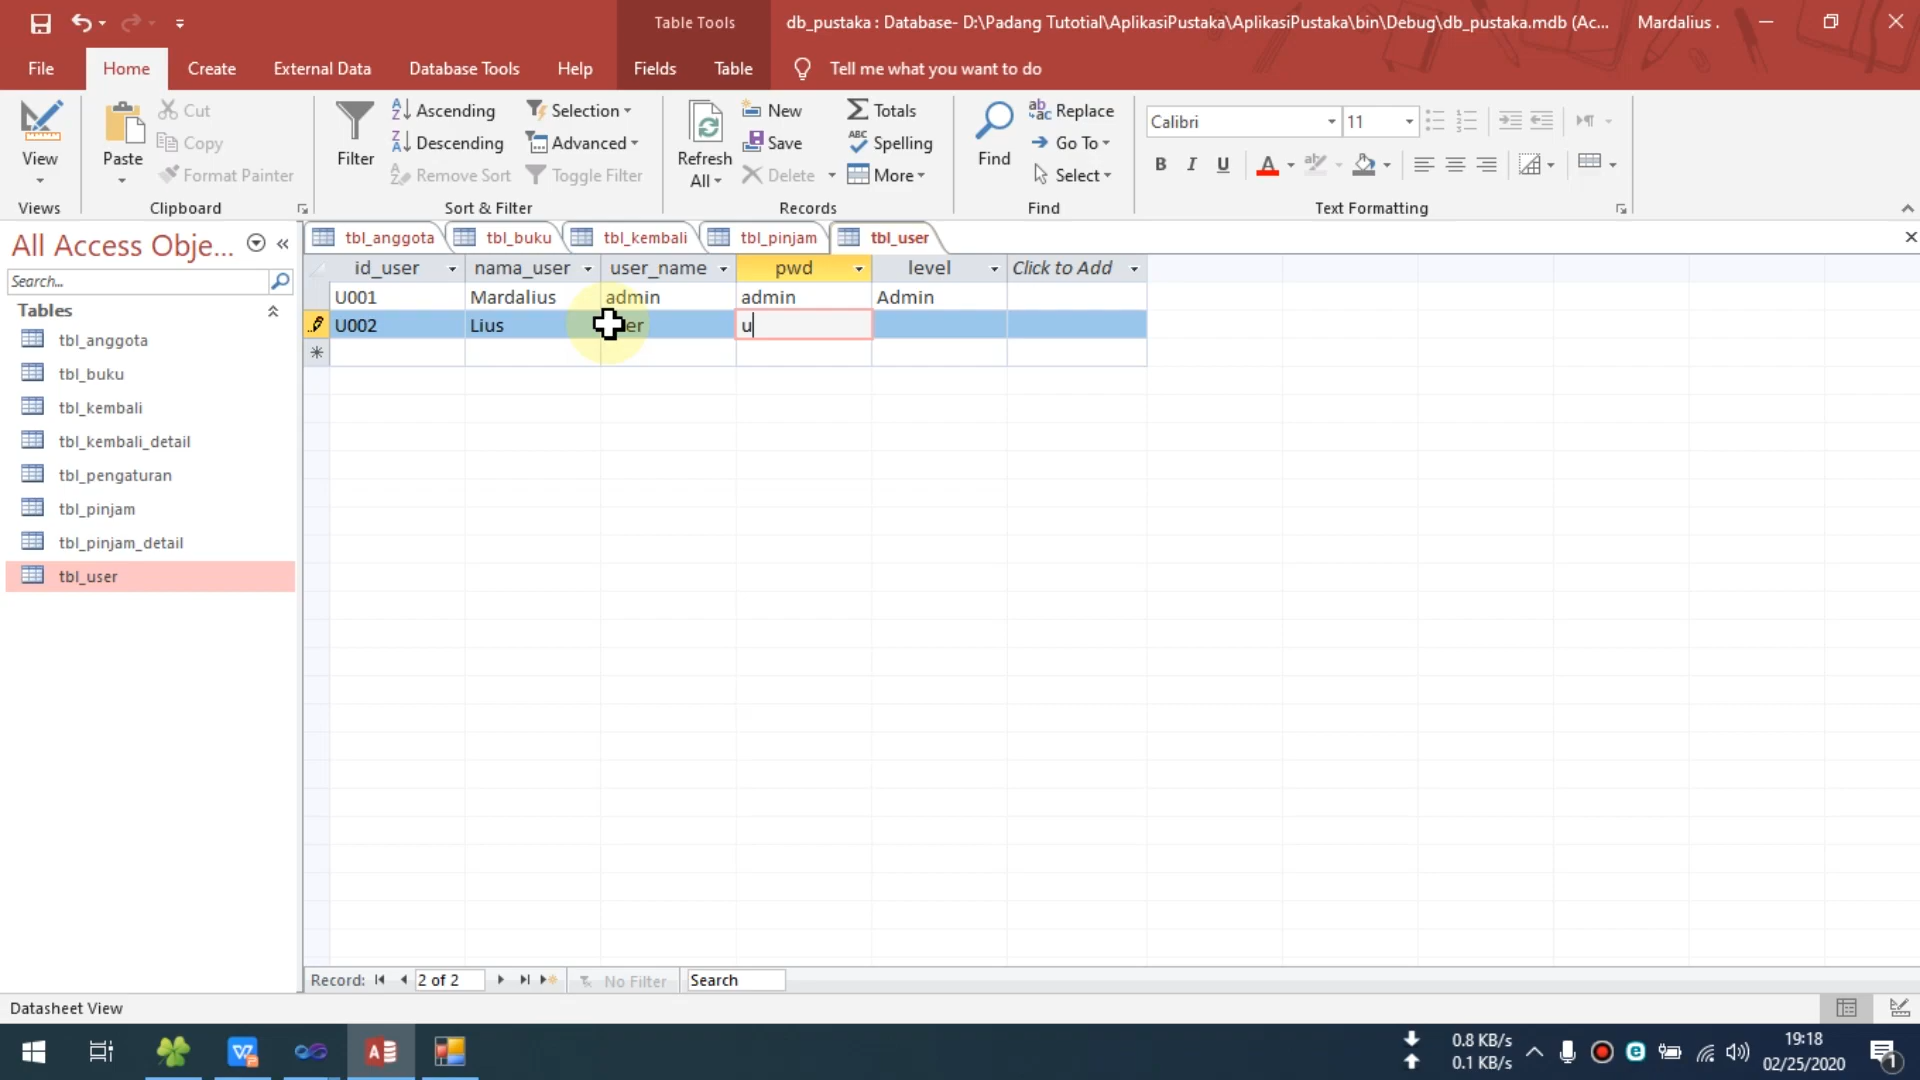 Table Tools
db_pustaka : Database- D:\Padang Tutotial\AplikasiPustaka\AplikasiPustaka\bin\Debug\db_pustaka.mdb (Ac...
Mardalius .
File
Home
Create
External Data
Database Tools
Help
Fields
Table
Tell me what you want to do
View
Views
Paste
Cut
Copy
Format Painter
Clipboard
Filter
Ascending
Descending
Remove Sort
Selection
Advanced
Toggle Filter
Sort & Filter
Refresh
All
New
Save
Delete
Totals
Spelling
More
Records
Find
Replace
Go To
Select
Find
Calibri
11
B I U A
Text Formatting
All Access Obje...
Search...
Tables
tbl_anggota
tbl_buku
tbl_kembali
tbl_kembali_detail
tbl_pengaturan
tbl_pinjam
tbl_pinjam_detail
tbl_user
tbl_anggota
tbl_buku
tbl_kembali
tbl_pinjam
tbl_user
id_user
nama_user
user_name
pwd
level
Click to Add
U001
Mardalius
admin
admin
Admin
U002
Lius
er
u
Record:
2 of 2
No Filter
Search
Datasheet View
0.8 KB/s
0.1 KB/s
19:18
02/25/2020
1